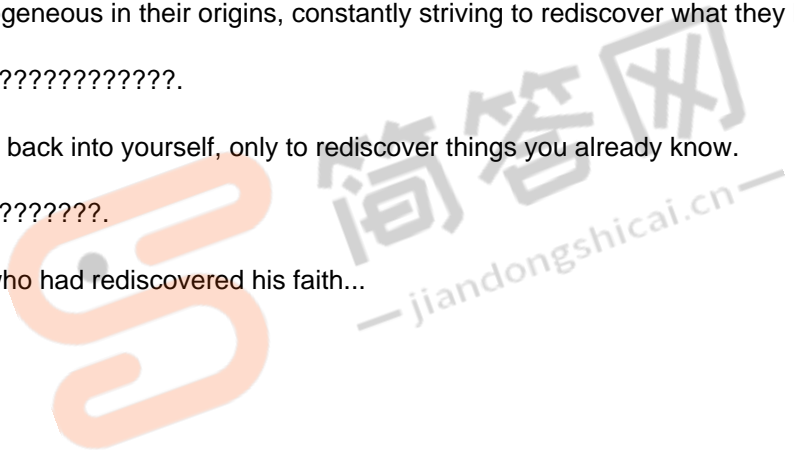 geneous in their origins, constantly striving to rediscover what they
????????????.
back into yourself, only to rediscover things you already know.
???????.
who had rediscovered his faith...
简答网
jiandongshicai.cn